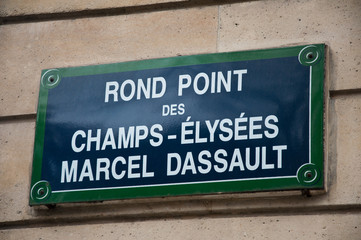 ROND POINT
DES
CHAMPS-ÉLYSÉES
MARCEL DASSAULT